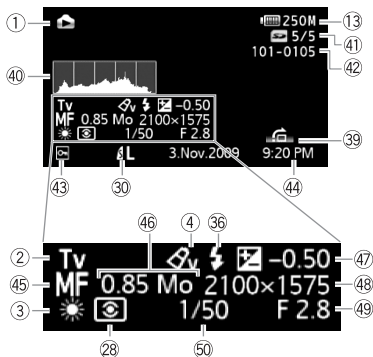 ① 250M ⑬
5/5 ㊶
101-0105 ㊷
㊵
Tv V -0.50
MF 0.85 Mo 2100×1575
1/50 F 2.8
㊴
L 3.Nov.2009 9:20 PM
㊸ ㉚ ㊹
㊻ ④ ㊱
② Tv V -0.50 ㊼
㊺ MF 0.85 Mo 2100×1575 ㊽
③ 1/50 F 2.8 ㊾
㉘ ㊿